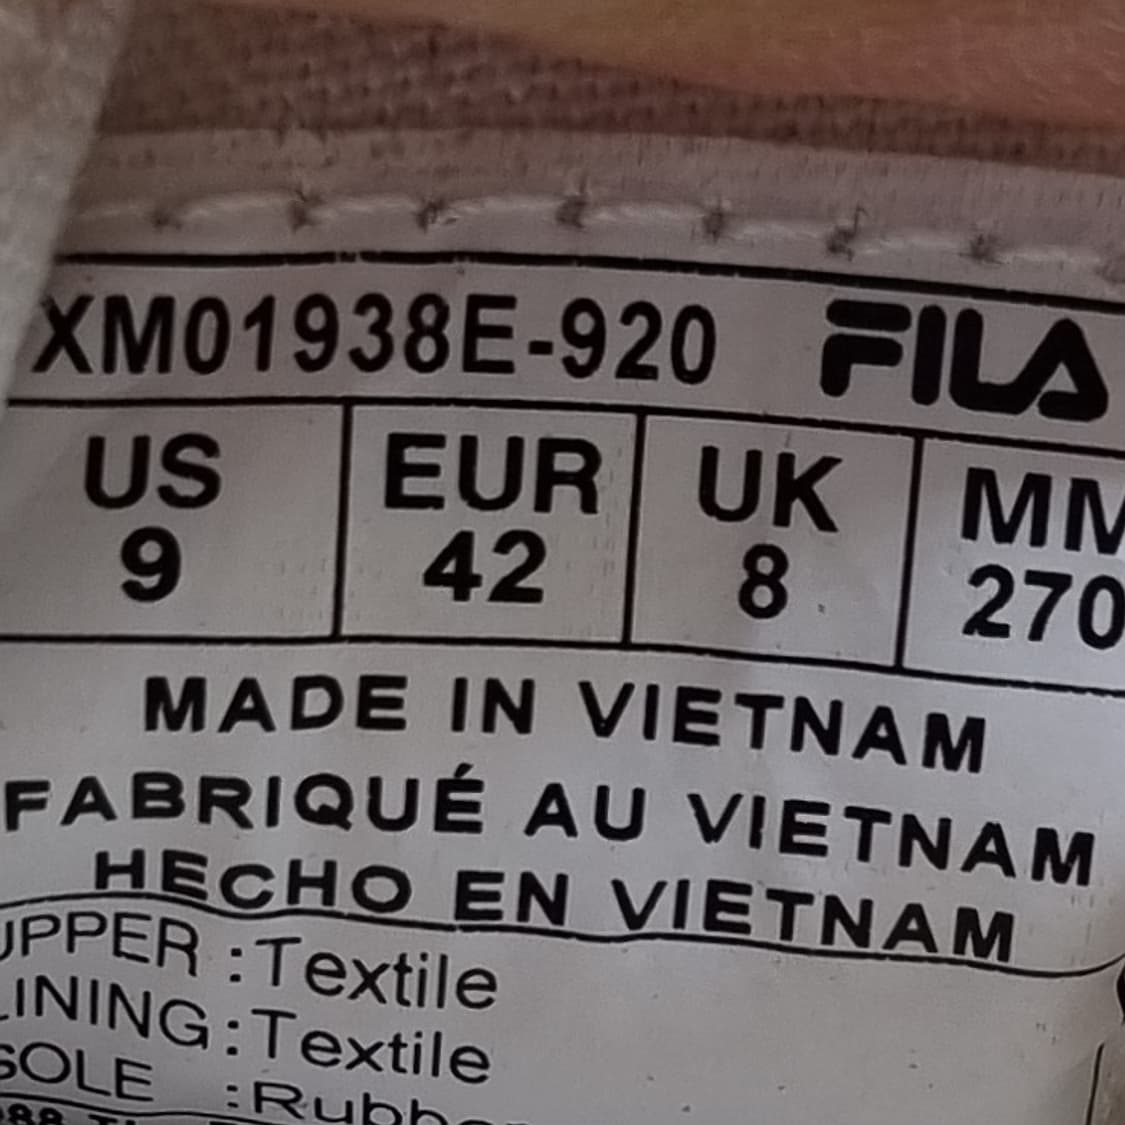 XM01938E-920 FILA
US EUR UK MM
9 42 8 270
MADE IN VIETNAM
FABRIQUÉ AU VIETNAM
HECHO EN VIETNAM
UPPER :Textile
LINING:Textile
SOLE :